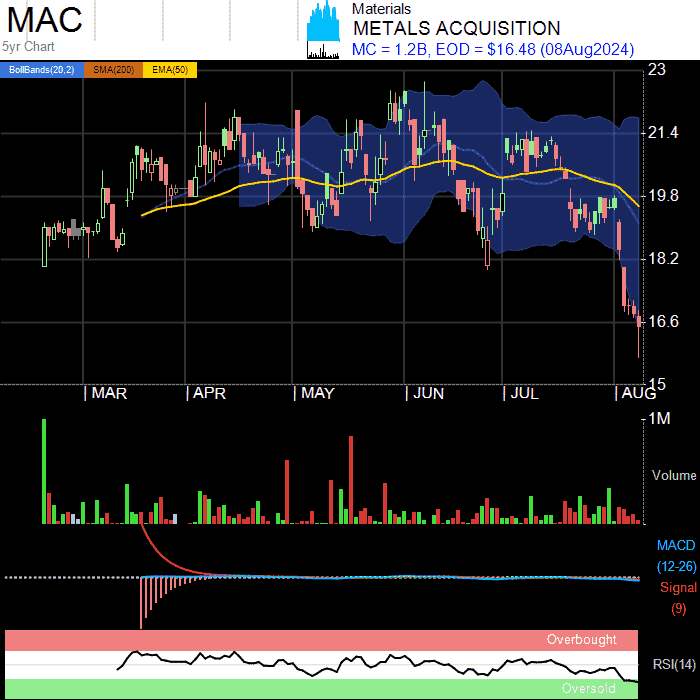 MAC
5yr Chart
Materials
METALS ACQUISITION
MC = 1.2B, EOD = $16.48 (08Aug2024)
BollBands(20,2) SMA(200) EMA(50)
23
21.4
19.8
18.2
16.6
15
| MAR | APR | MAY | JUN | JUL | AUG
1M
Volume
MACD
(12-26)
Signal
(9)
Overbought
RSI(14)
Oversold